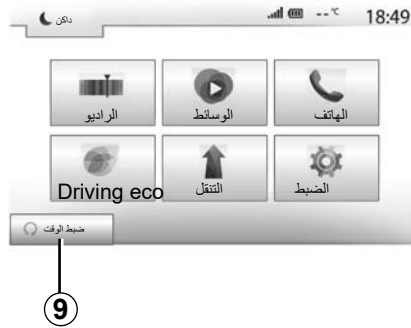 داكن
--°C 18:49
الراديو
الوسائط
الهاتف
Driving eco
التنقل
الضبط
ضبط الوقت
9